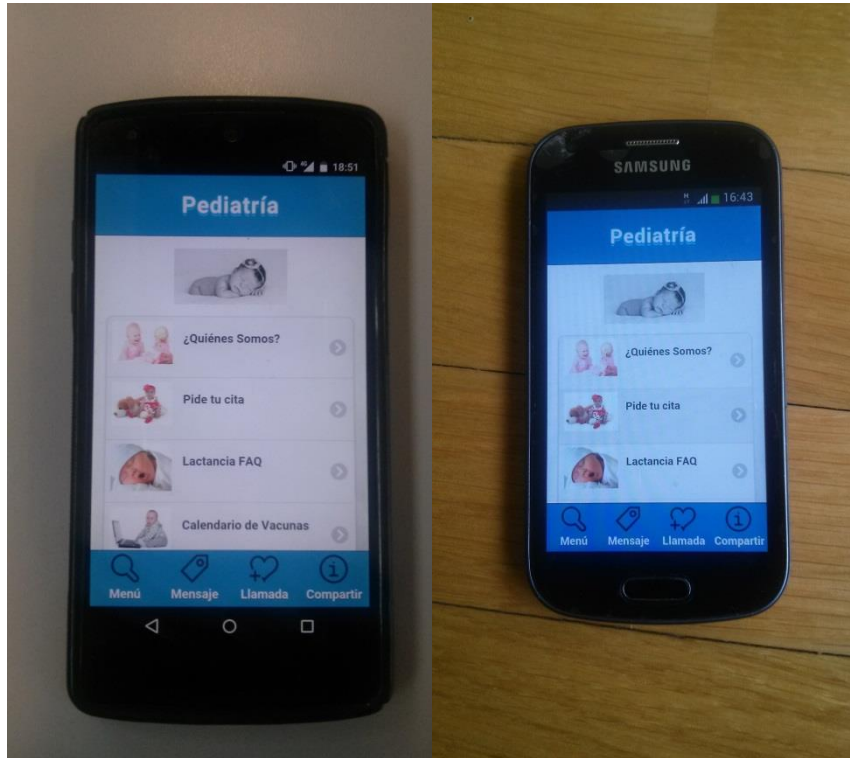 4G 18:51
Pediatría
¿Quiénes Somos?
Pide tu cita
Lactancia FAQ
Calendario de Vacunas
Menú Mensaje Llamada Compartir
SAMSUNG
H 16:43
Pediatría
¿Quiénes Somos?
Pide tu cita
Lactancia FAQ
Menú Mensaje Llamada Compartir